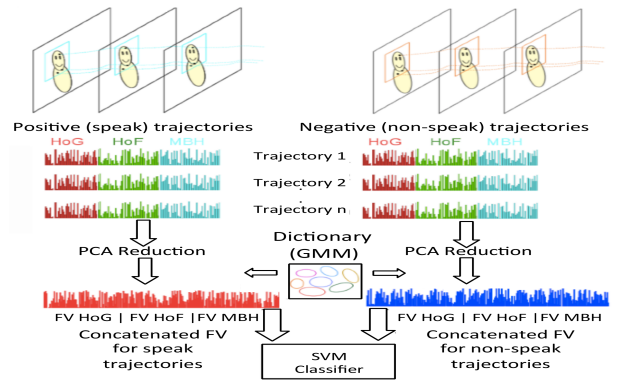 Positive (speak) trajectories
Negative (non-speak) trajectories
HoG HoF MBH
HoG HoF MBH
Trajectory 1
Trajectory 2
Trajectory n
PCA Reduction
Dictionary
(GMM)
PCA Reduction
FV HoG | FV HoF |FV MBH
FV HoG | FV HoF |FV MBH
Concatenated FV
for speak
trajectories
Concatenated FV
for non-speak
trajectories
SVM
Classifier